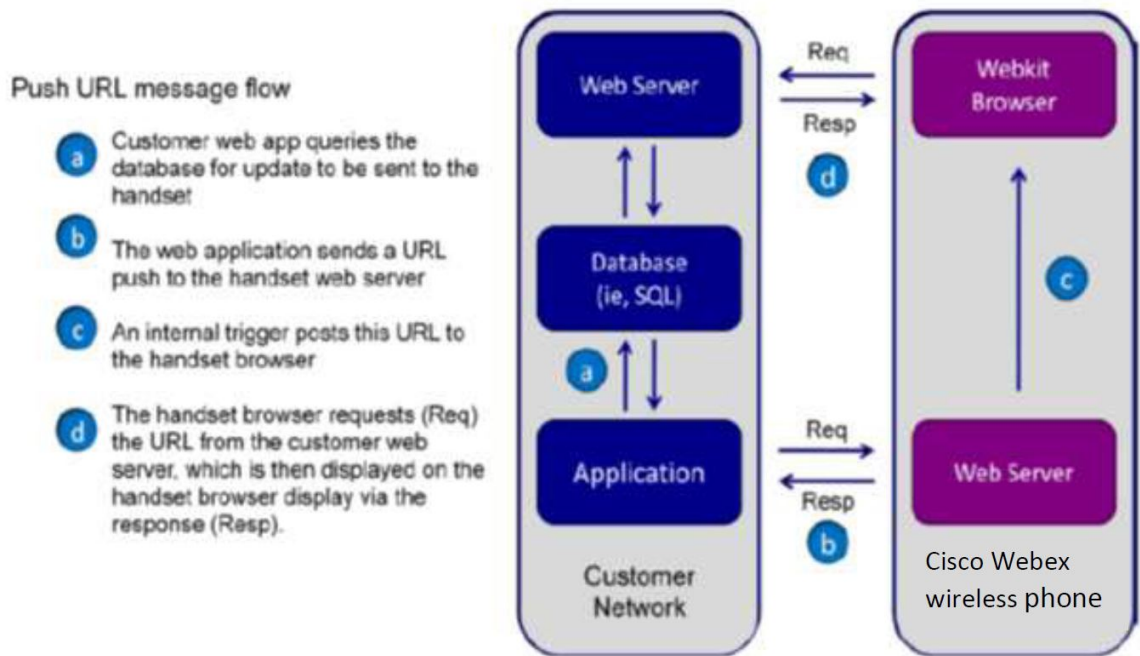 Push URL message flow
a
Customer web app queries the
database for update to be sent to the
handset
b
The web application sends a URL
push to the handset web server
c
An internal trigger posts this URL to
the handset browser
d
The handset browser requests (Req)
the URL from the customer web
server, which is then displayed on the
handset browser display via the
response (Resp).
Web Server
Database
(ie, SQL)
a
Application
Customer
Network
Req
Resp
d
Req
Resp
b
Webkit
Browser
c
Web Server
Cisco Webex
wireless phone